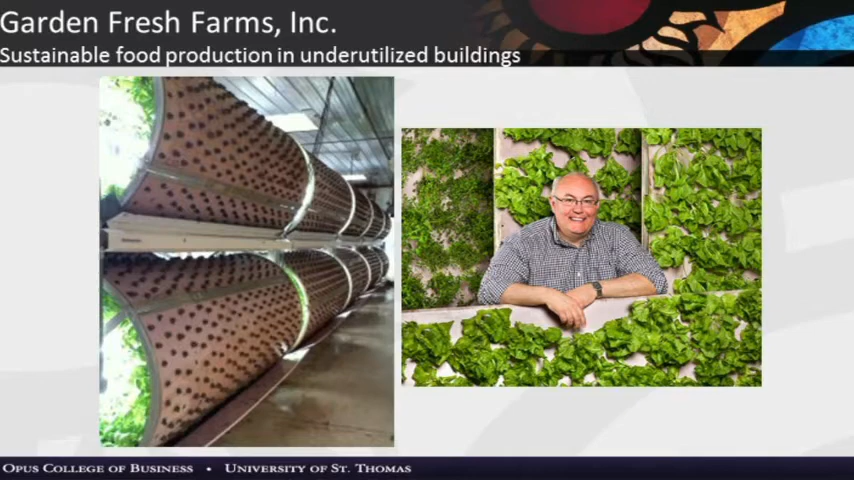 Garden Fresh Farms, Inc.
Sustainable food production in underutilized buildings
OPUS COLLEGE OF BUSINESS • UNIVERSITY OF ST. THOMAS